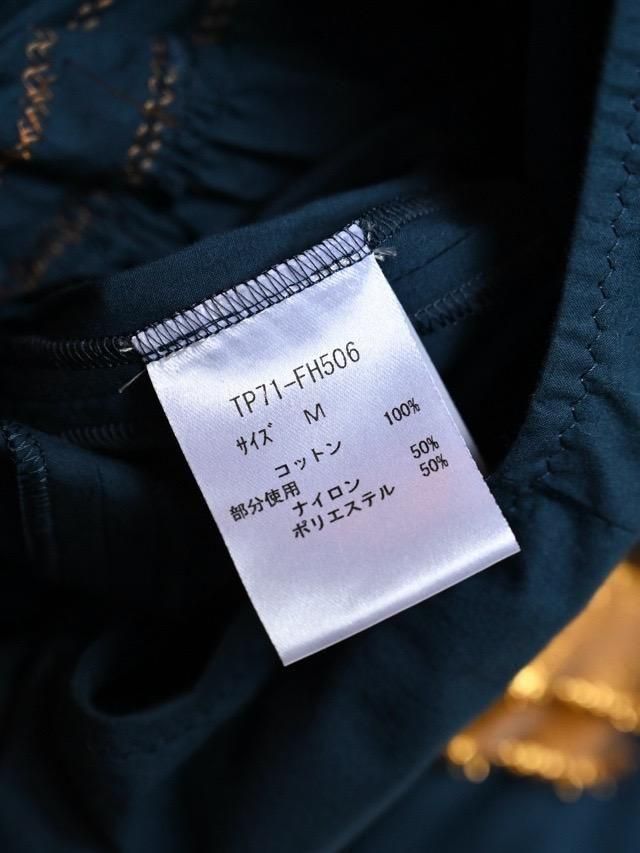 TP71-FH506
サイズ M
コットン 100%
部分使用
ナイロン 50%
ポリエステル 50%